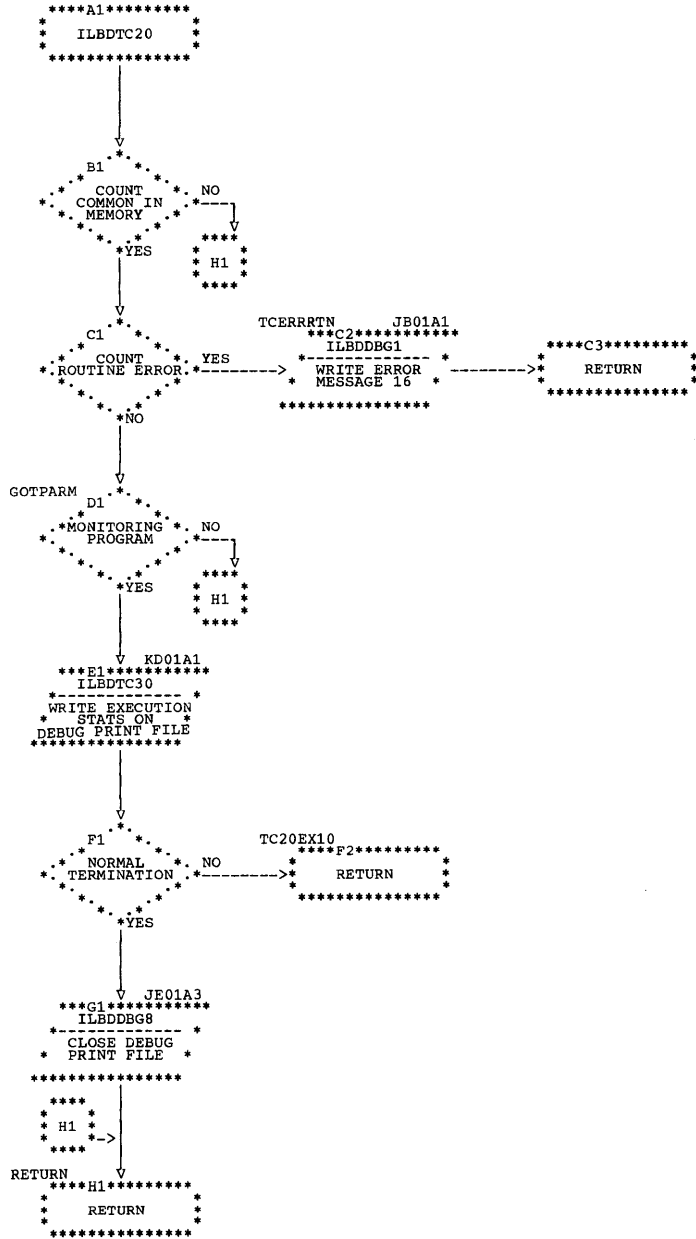 A1
ILBDTC20
B1
COUNT
COMMON IN
MEMORY
NO
H1
YES
C1
COUNT
ROUTINE ERROR
YES
TCERRRTN JB01A1
C2
ILBDDBG1
WRITE ERROR
MESSAGE 16
C3
RETURN
NO
GOTPARM
D1
MONITORING
PROGRAM
NO
H1
YES
KD01A1
E1
ILBDTC30
WRITE EXECUTION
STATS ON
DEBUG PRINT FILE
F1
NORMAL
TERMINATION
NO
TC20EX10
F2
RETURN
YES
JE01A3
G1
ILBDDBG8
CLOSE DEBUG
PRINT FILE
H1
RETURN
H1
RETURN